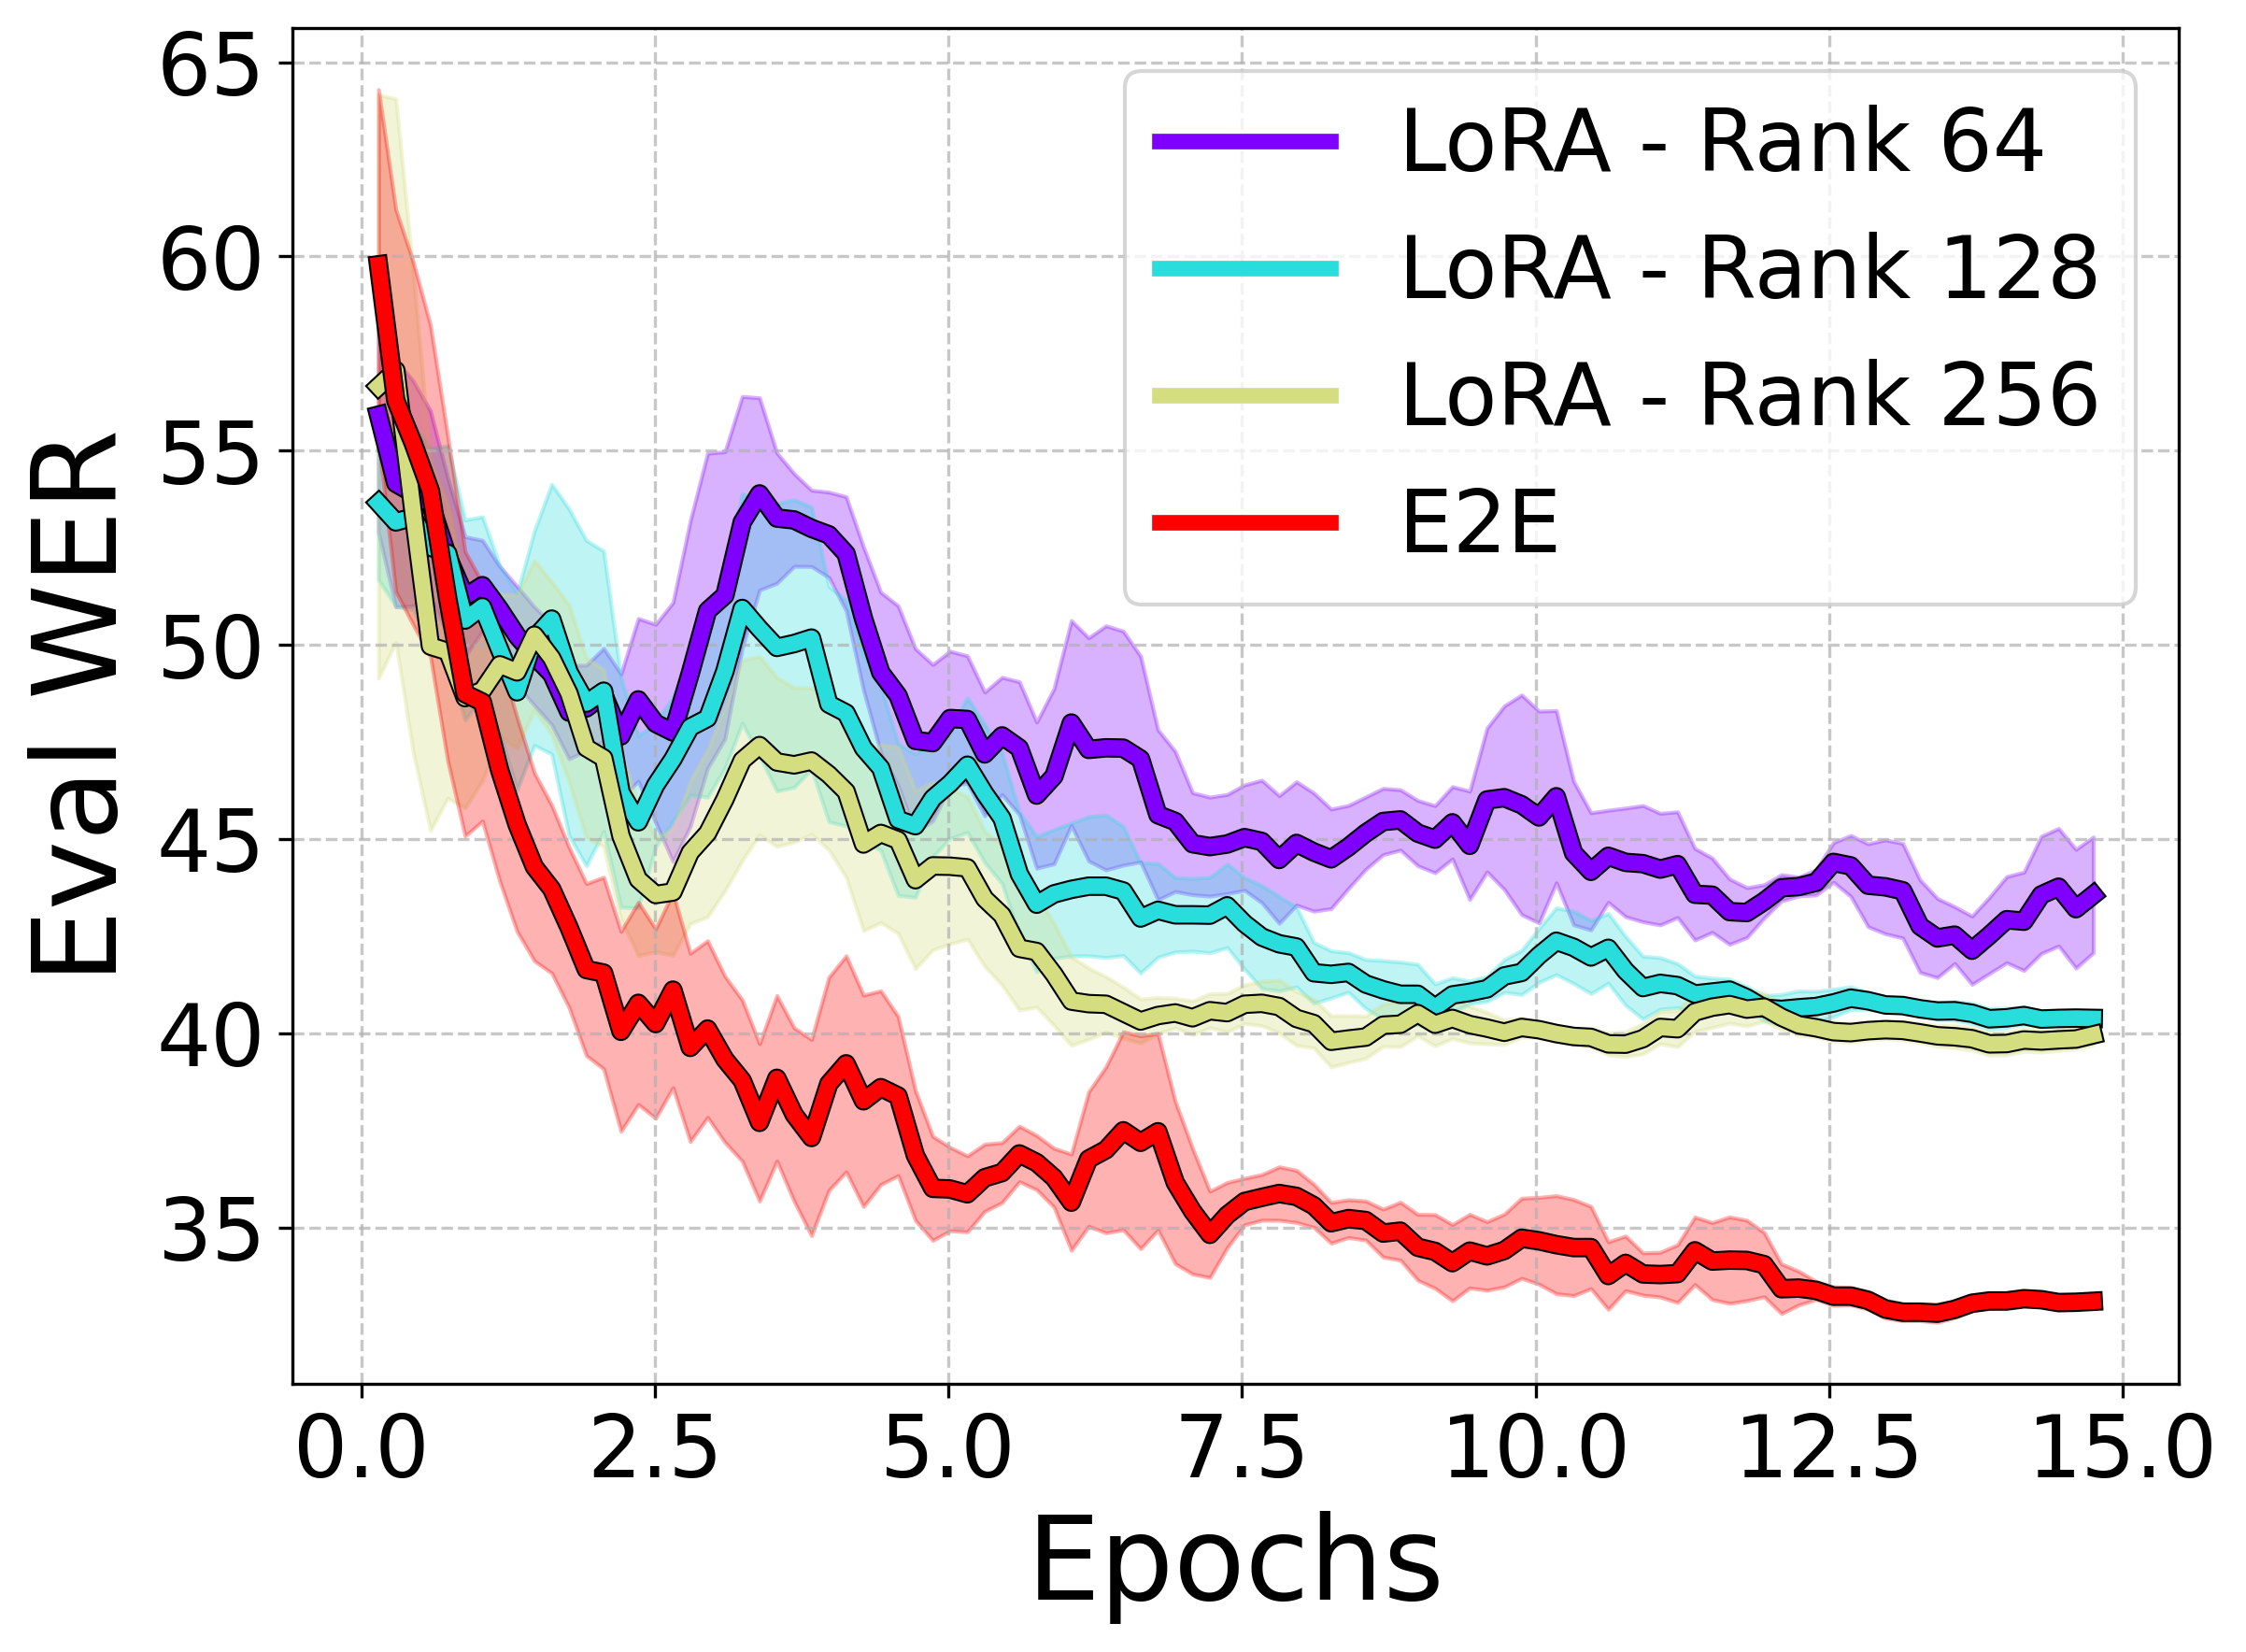 65
60
55
50
45
40
35
Eval WER
LoRA - Rank 64
LoRA - Rank 128
LoRA - Rank 256
E2E
0.0 2.5 5.0 7.5 10.0 12.5 15.0
Epochs